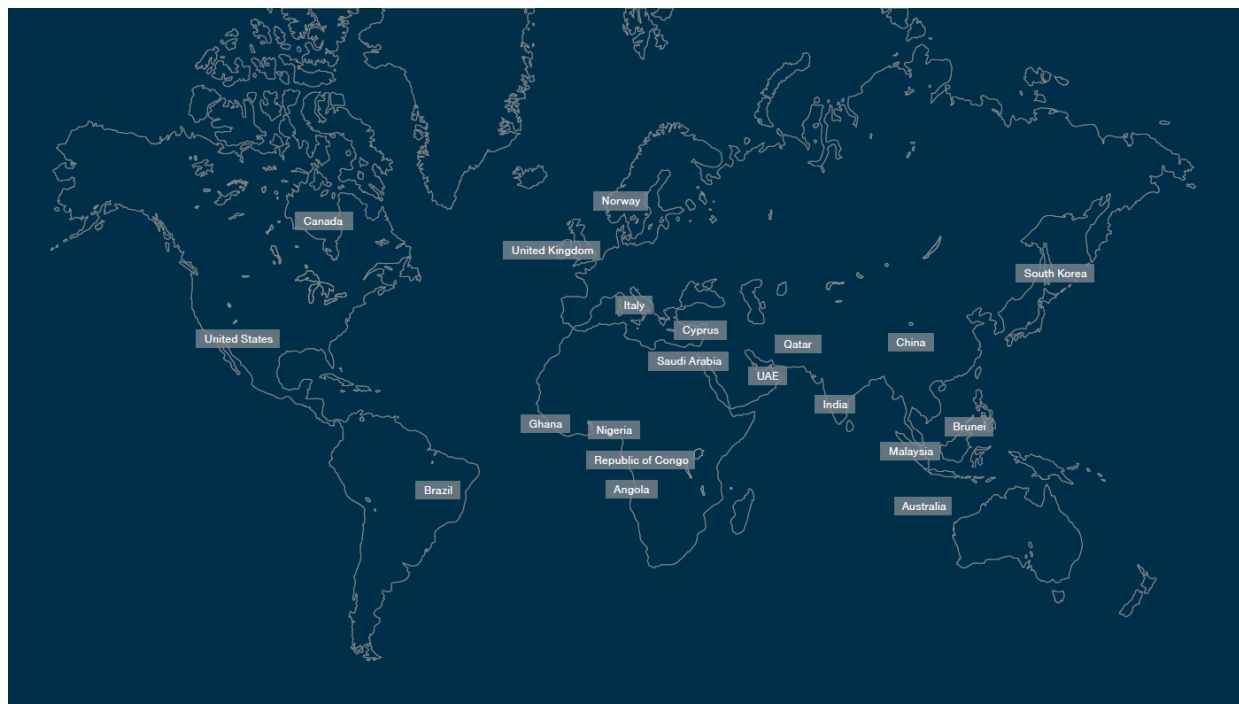 Norway
Canada
United Kingdom
South Korea
Italy
Cyprus
United States
Qatar
China
Saudi Arabia
UAE
India
Ghana
Nigeria
Brunei
Malaysia
Republic of Congo
Brazil
Angola
Australia